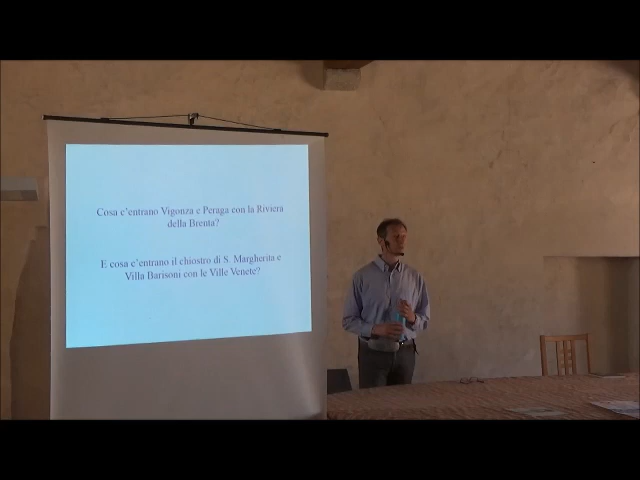 Cosa c'entrano Vigonza e Peraga con la Riviera
della Brenta?
E cosa c'entrano il chiostro di S. Margherita e
Villa Barisoni con le Ville Venete?